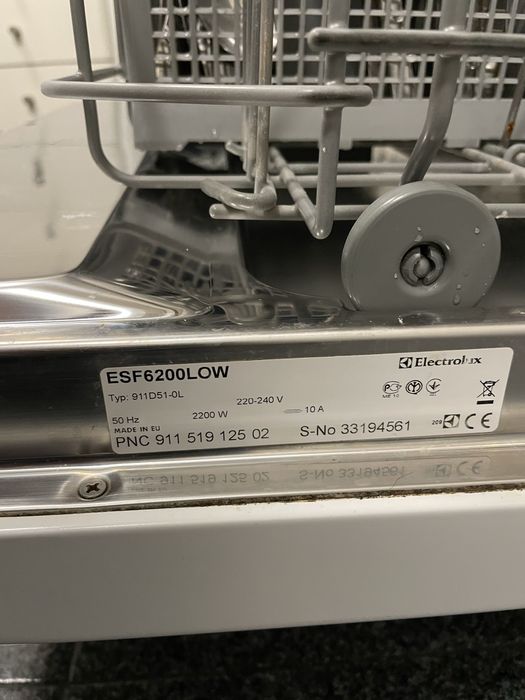 ESF6200LOW
Electrolux
Typ: 911D51-0L
220-240 V
50 Hz
2200 W
10 A
MADE IN EU
PNC 911 519 125 02
S-No 33194561
CE